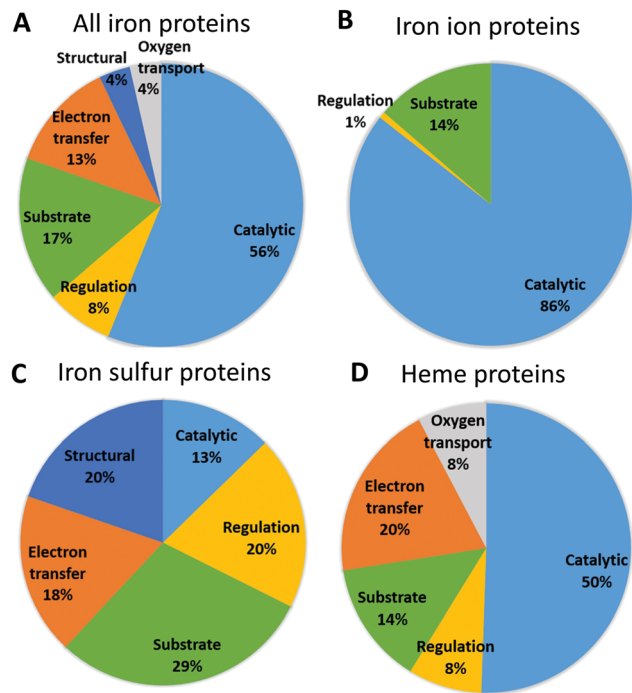 A
All iron proteins
Structural
4%
Oxygen
transport
4%
Electron
transfer
13%
Substrate
17%
Regulation
8%
Catalytic
56%
B
Iron ion proteins
Regulation
1%
Substrate
14%
Catalytic
86%
C
Iron sulfur proteins
Structural
20%
Catalytic
13%
Regulation
20%
Electron
transfer
18%
Substrate
29%
D
Heme proteins
Oxygen
transport
8%
Electron
transfer
20%
Catalytic
50%
Substrate
14%
Regulation
8%